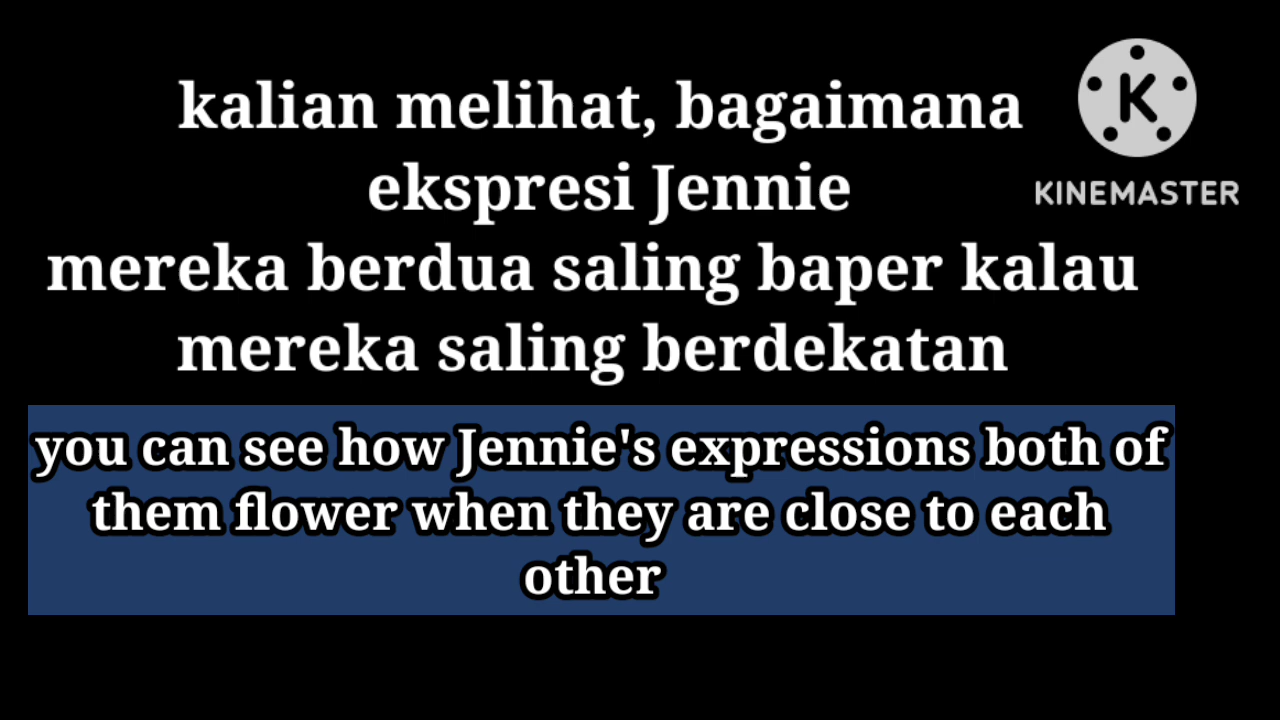 kalian melihat, bagaimana
ekspresi Jennie
mereka berdua saling baper kalau
mereka saling berdekatan
K
KINEMASTER
you can see how Jennie's expressions both of
them flower when they are close to each
other